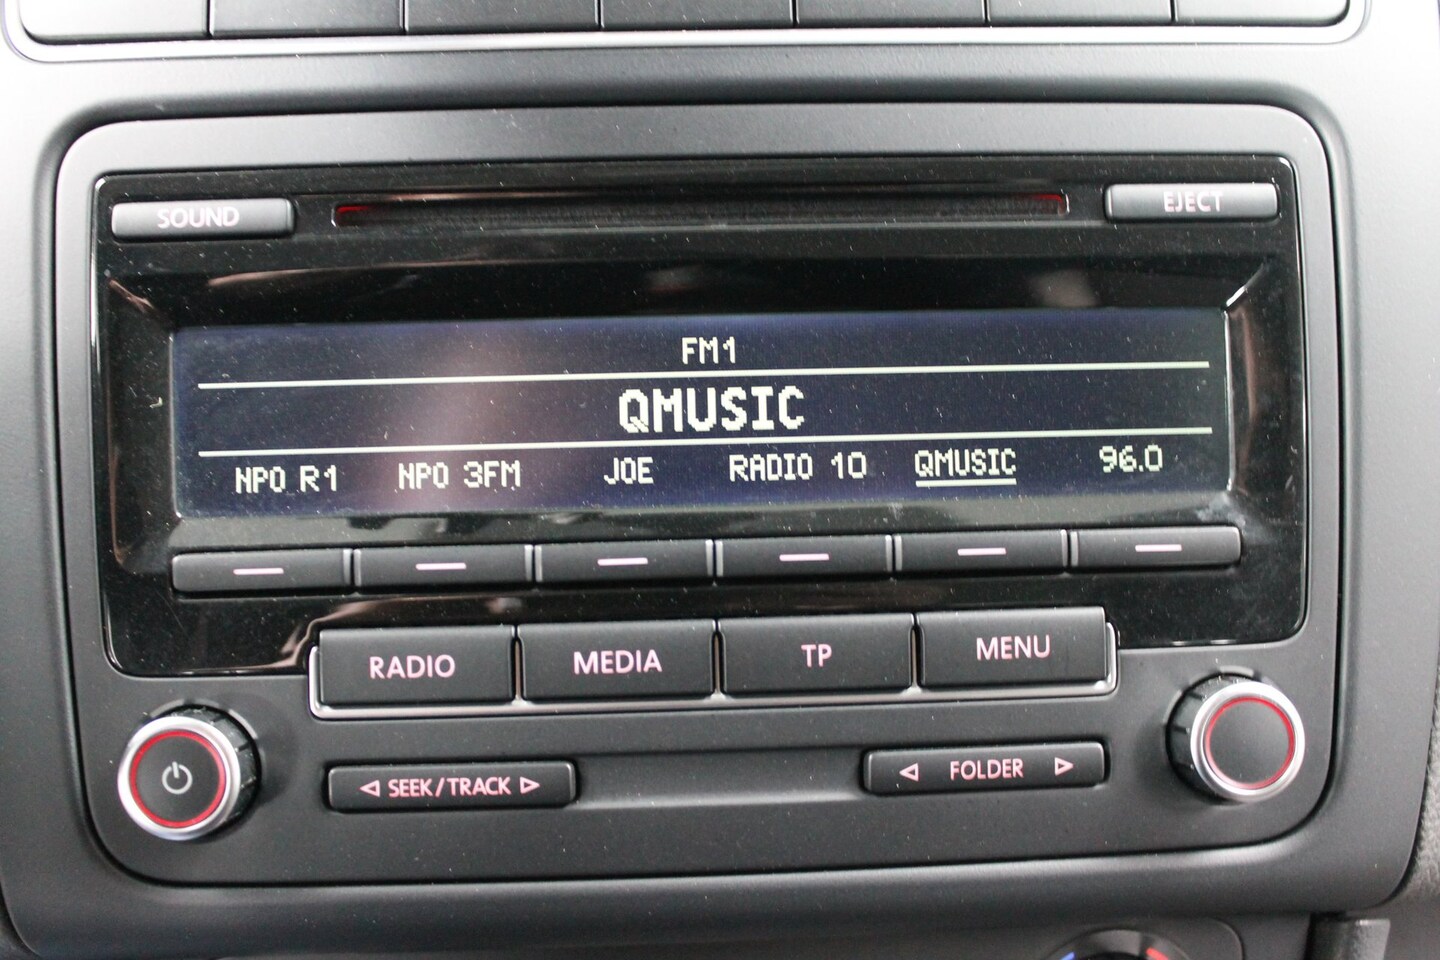 SOUND
EJECT
FM1
QMUSIC
NPO R1 NPO 3FM JOE RADIO 10 QMUSIC 96.0
RADIO MEDIA TP MENU
SEEK/TRACK
FOLDER